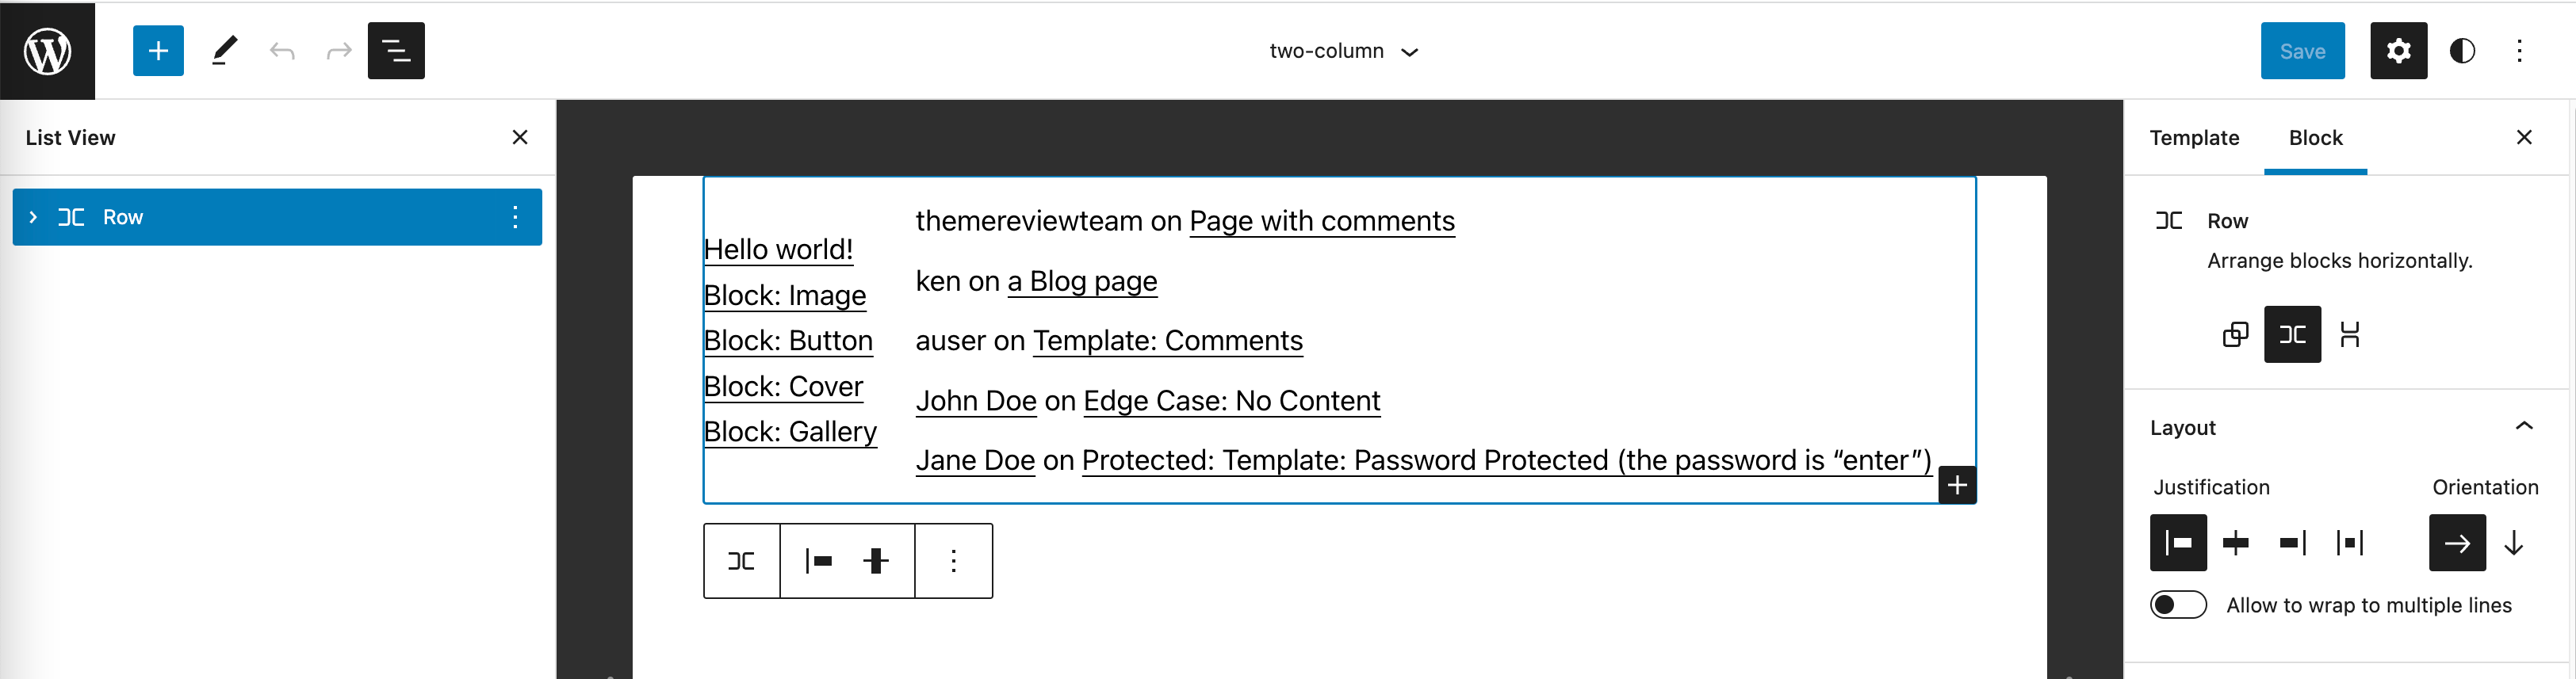 two-column
Save
List View
Row
Hello world!
Block: Image
Block: Button
Block: Cover
Block: Gallery
themereviewteam on Page with comments
ken on a Blog page
auser on Template: Comments
John Doe on Edge Case: No Content
Jane Doe on Protected: Template: Password Protected (the password is “enter”)
Template Block
Row
Arrange blocks horizontally.
Layout
Justification Orientation
Allow to wrap to multiple lines